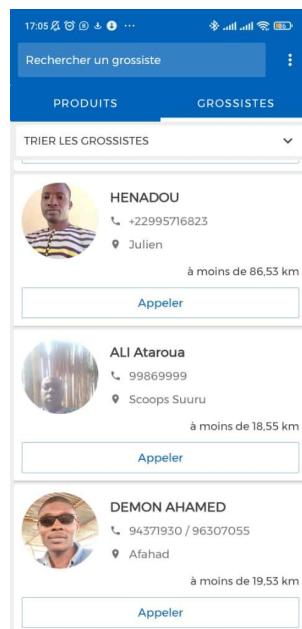 17:05
Rechercher un grossiste
PRODUITS GROSSISTES
TRIER LES GROSSISTES
HENADOU
+22995716823
Julien
à moins de 86,53 km
Appeler
ALI Ataroua
99869999
Scoops Suuru
à moins de 18,55 km
Appeler
DEMON AHAMED
94371930 / 96307055
Afahad
à moins de 19,53 km
Appeler